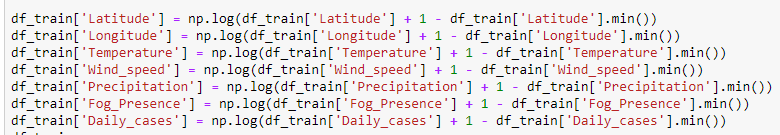 df_train['Latitude'] = np.log(df_train['Latitude'] + 1 - df_train['Latitude'].min())
df_train['Longitude'] = np.log(df_train['Longitude'] + 1 - df_train['Longitude'].min())
df_train['Temperature'] = np.log(df_train['Temperature'] + 1 - df_train['Temperature'].min())
df_train['Wind_speed'] = np.log(df_train['Wind_speed'] + 1 - df_train['Wind_speed'].min())
df_train['Precipitation'] = np.log(df_train['Precipitation'] + 1 - df_train['Precipitation'].min())
df_train['Fog_Presence'] = np.log(df_train['Fog_Presence'] + 1 - df_train['Fog_Presence'].min())
df_train['Daily_cases'] = np.log(df_train['Daily_cases'] + 1 - df_train['Daily_cases'].min())